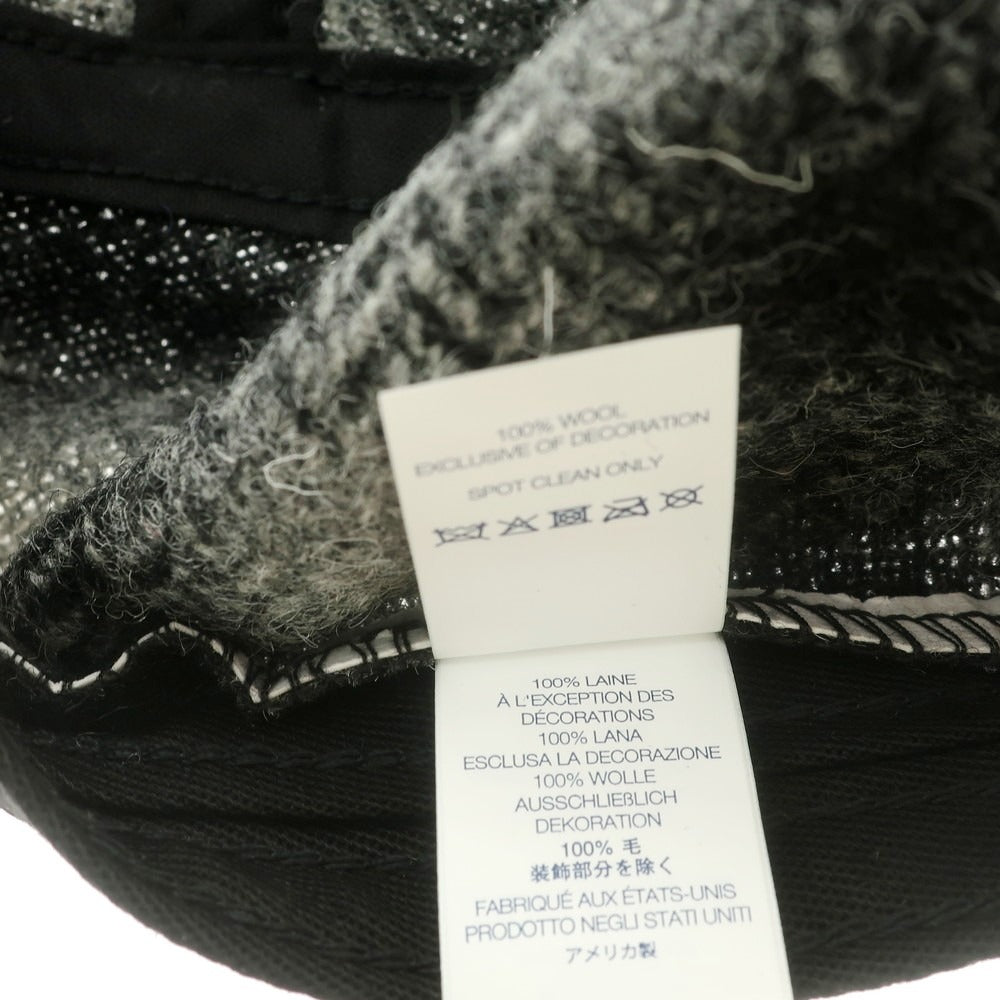 100% WOOL
EXCLUSIVE OF DECORATION
SPOT CLEAN ONLY
100% LAINE
À L'EXCEPTION DES
DÉCORATIONS
100% LANA
ESCLUSA LA DECORAZIONE
100% WOLLE
AUSSCHLIEßLICH
DEKORATION
100% 毛
装飾部分を除く
FABRIQUÉ AUX ÉTATS-UNIS
PRODOTTO NEGLI STATI UNITI
アメリカ製